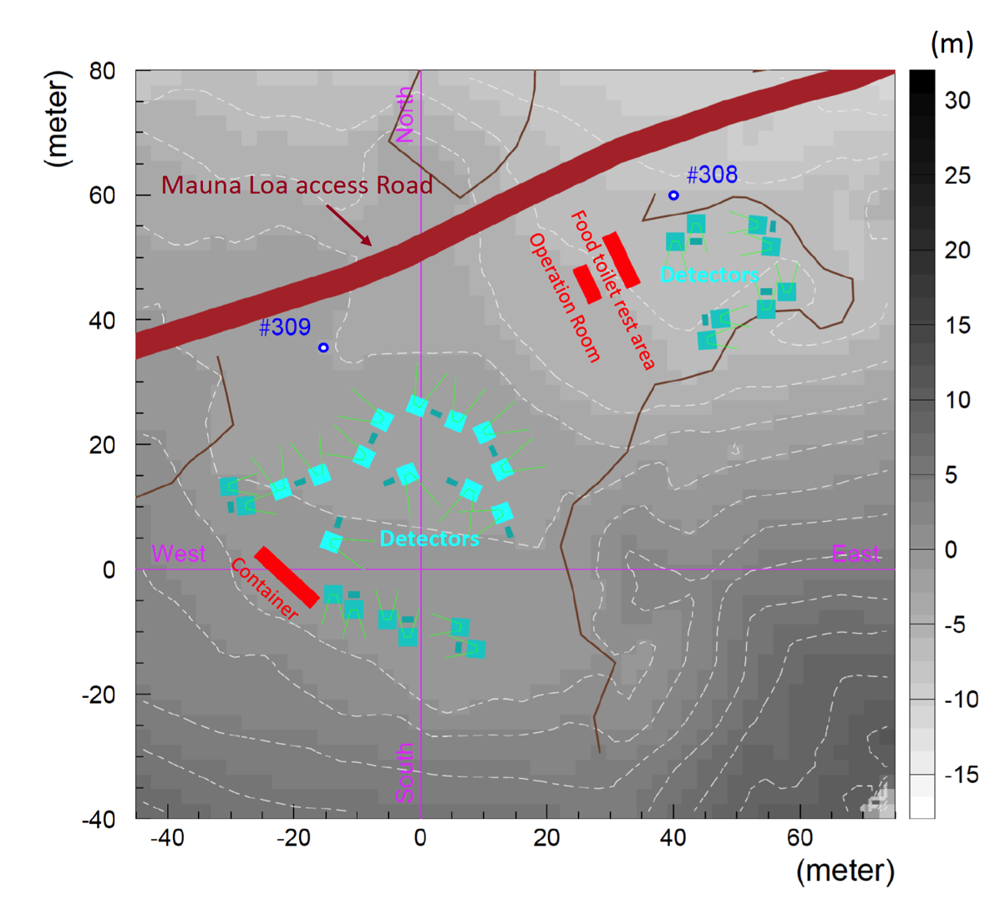 (m)
(meter)
80
60
40
20
0
-20
-40
North
Mauna Loa access Road
#308
Food toilet rest area
Operation Room
Detectors
#309
Detectors
West
East
Container
South
-40
-20
0
20
40
60
(meter)
30
25
20
15
10
5
0
-5
-10
-15